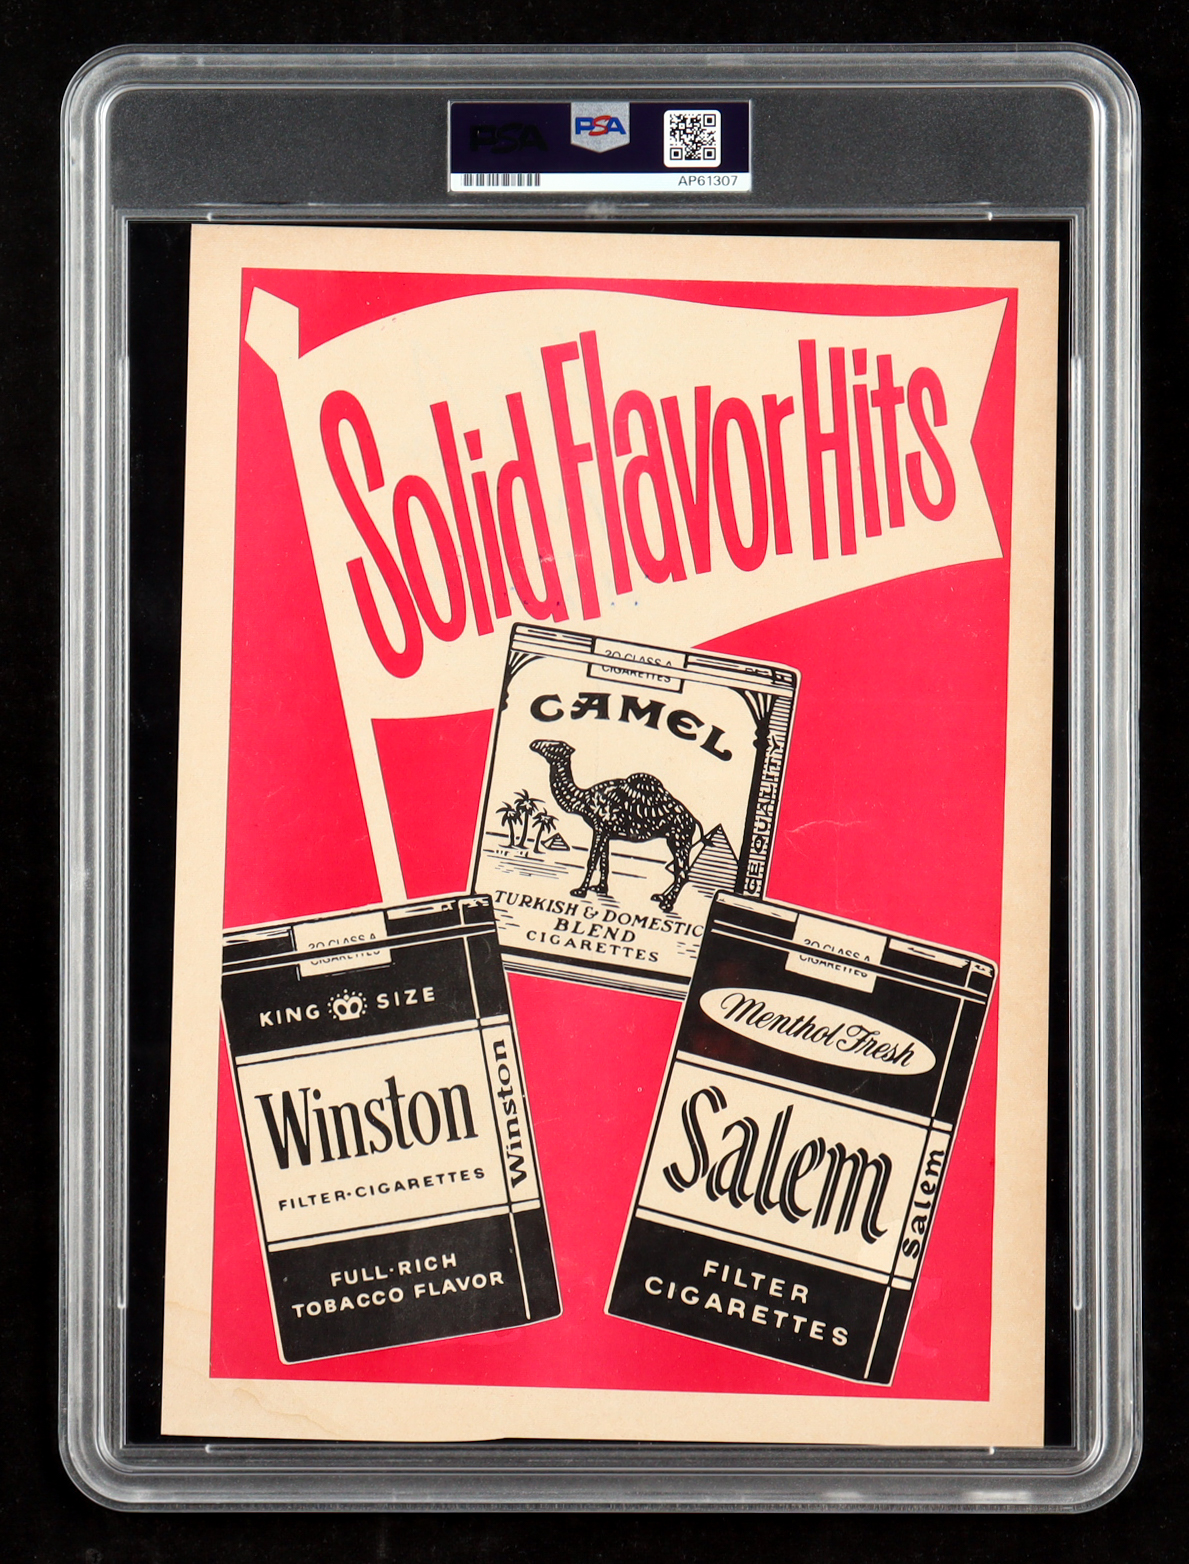 PSA
PSA
AP61307
Solid Flavor Hits
20 CLASS A
CIGARETTES
CAMEL
TURKISH & DOMESTIC
BLEND
CIGARETTES
20 CLASS A
CIGARETTES
KING SIZE
Winston
FILTER-CIGARETTES
FULL-RICH
TOBACCO FLAVOR
Winston
20 CLASS A
CIGARETTES
Menthol Fresh
Salem
FILTER
CIGARETTES
Salem